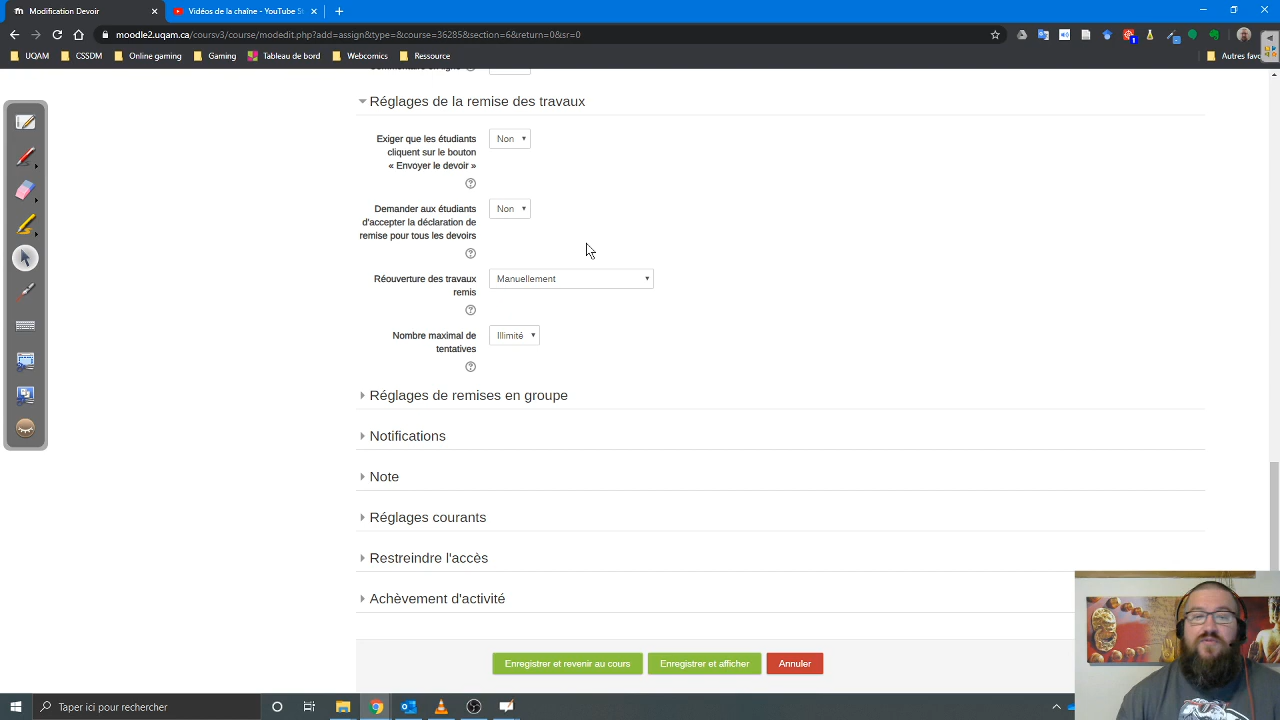 Modification Devoir
Vidéos de la chaîne - YouTube St
moodle2.uqam.ca/coursv3/course/modedit.php?add=assign&type=&course=36285&section=6&return=0&sr=0
UQAM CSSDM Online gaming Gaming Tableau de bord Webcomics Ressource Autres favo
Commentaire en ligne
Réglages de la remise des travaux
Exiger que les étudiants Non
cliquent sur le bouton
« Envoyer le devoir »
Demander aux étudiants Non
d'accepter la déclaration de
remise pour tous les devoirs
Réouverture des travaux Manuellement
remis
Nombre maximal de Illimité
tentatives
Réglages de remises en groupe
Notifications
Note
Réglages courants
Restreindre l'accès
Achèvement d'activité
Enregistrer et revenir au cours Enregistrer et afficher Annuler
Taper ici pour rechercher